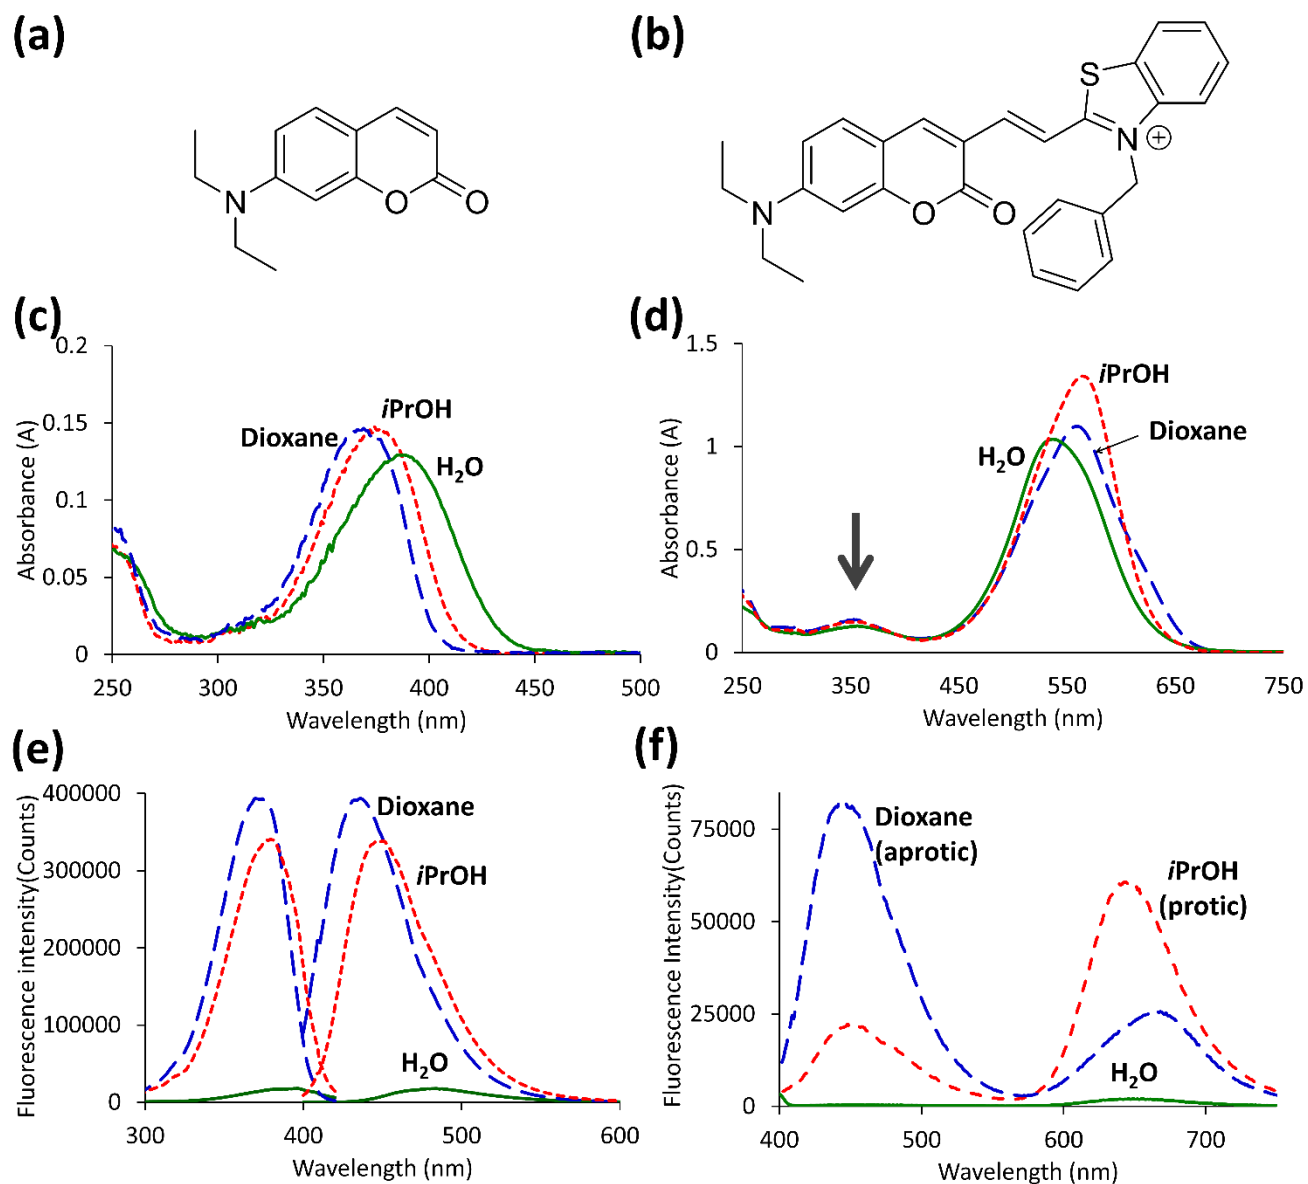 (a)
(b)
N
O
O
S
N
⊕
N
O
O
(c)
Absorbance (A)
0.2
0.15
0.1
0.05
0
Dioxane
iPrOH
H₂O
250 300 350 400 450 500
Wavelength (nm)
(d)
Absorbance (A)
1.5
1
0.5
0
iPrOH
Dioxane
H₂O
250 350 450 550 650 750
Wavelength (nm)
(e)
Fluorescence intensity(Counts)
400000
300000
200000
100000
0
Dioxane
iPrOH
H₂O
300 400 500 600
Wavelength (nm)
(f)
Fluorescence Intensity(Counts)
75000
50000
25000
0
Dioxane
(aprotic)
iPrOH
(protic)
H₂O
400 500 600 700
Wavelength (nm)